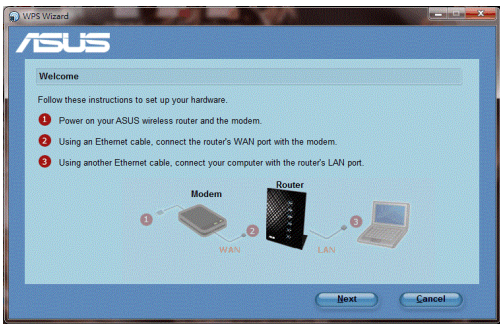 WPS Wizard
ASUS
Welcome
Follow these instructions to set up your hardware.
1 Power on your ASUS wireless router and the modem.
2 Using an Ethernet cable, connect the router's WAN port with the modem.
3 Using another Ethernet cable, connect your computer with the router's LAN port.
Router
Modem
1
2
3
WAN
LAN
Next
Cancel